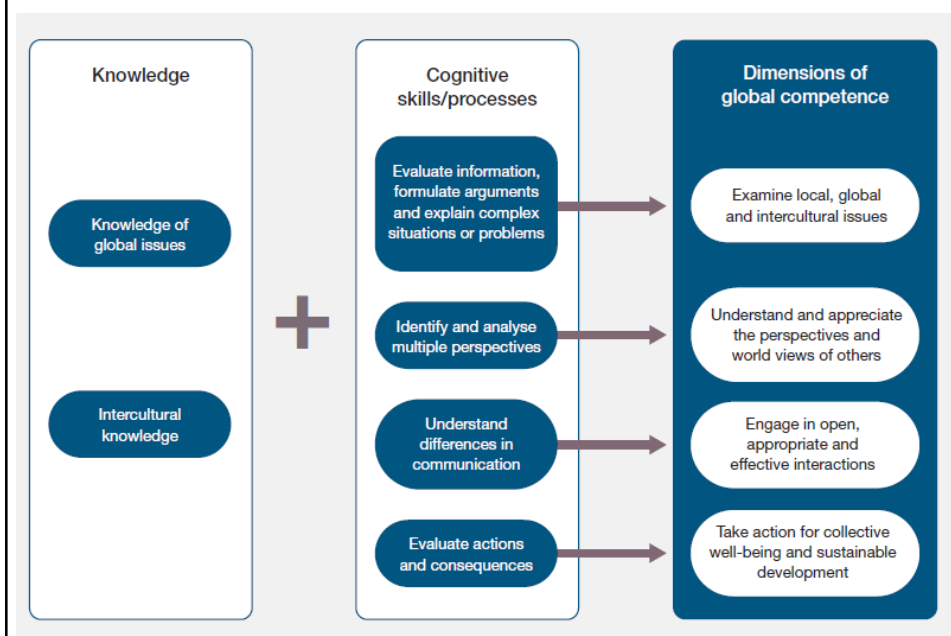 Knowledge
Knowledge of
global issues
Intercultural
knowledge
+
Cognitive
skills/processes
Evaluate information,
formulate arguments
and explain complex
situations or problems
Identify and analyse
multiple perspectives
Understand
differences in
communication
Evaluate actions
and consequences
Dimensions of
global competence
Examine local, global
and intercultural issues
Understand and appreciate
the perspectives and
world views of others
Engage in open,
appropriate and
effective interactions
Take action for collective
well-being and sustainable
development